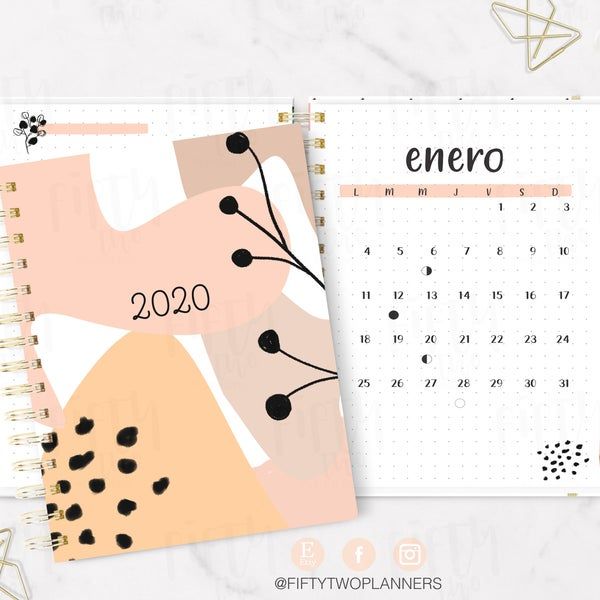 2020
enero
L M M J V S D
1 2 3
4 5 6 7 8 9 10
11 12 13 14 15 16 17
18 19 20 21 22 23 24
25 26 27 28 29 30 31
E
Etsy
f
@FIFTYTWOPLANNERS